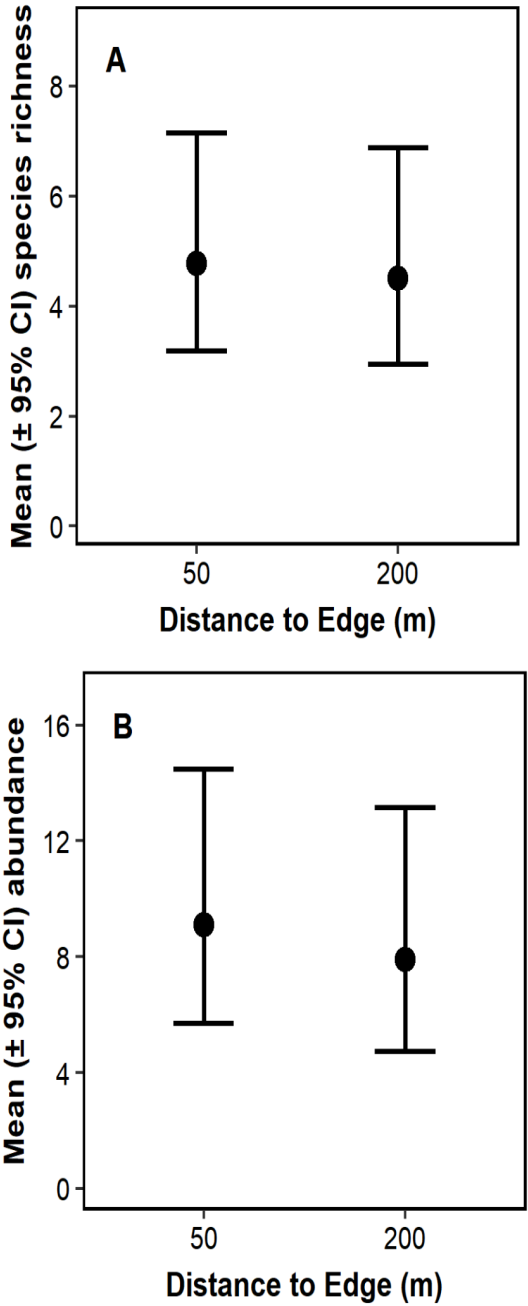 Mean (± 95% CI) species richness
A
8
6
4
2
0
50 200
Distance to Edge (m)
Mean (± 95% CI) abundance
B
16
12
8
4
0
50 200
Distance to Edge (m)